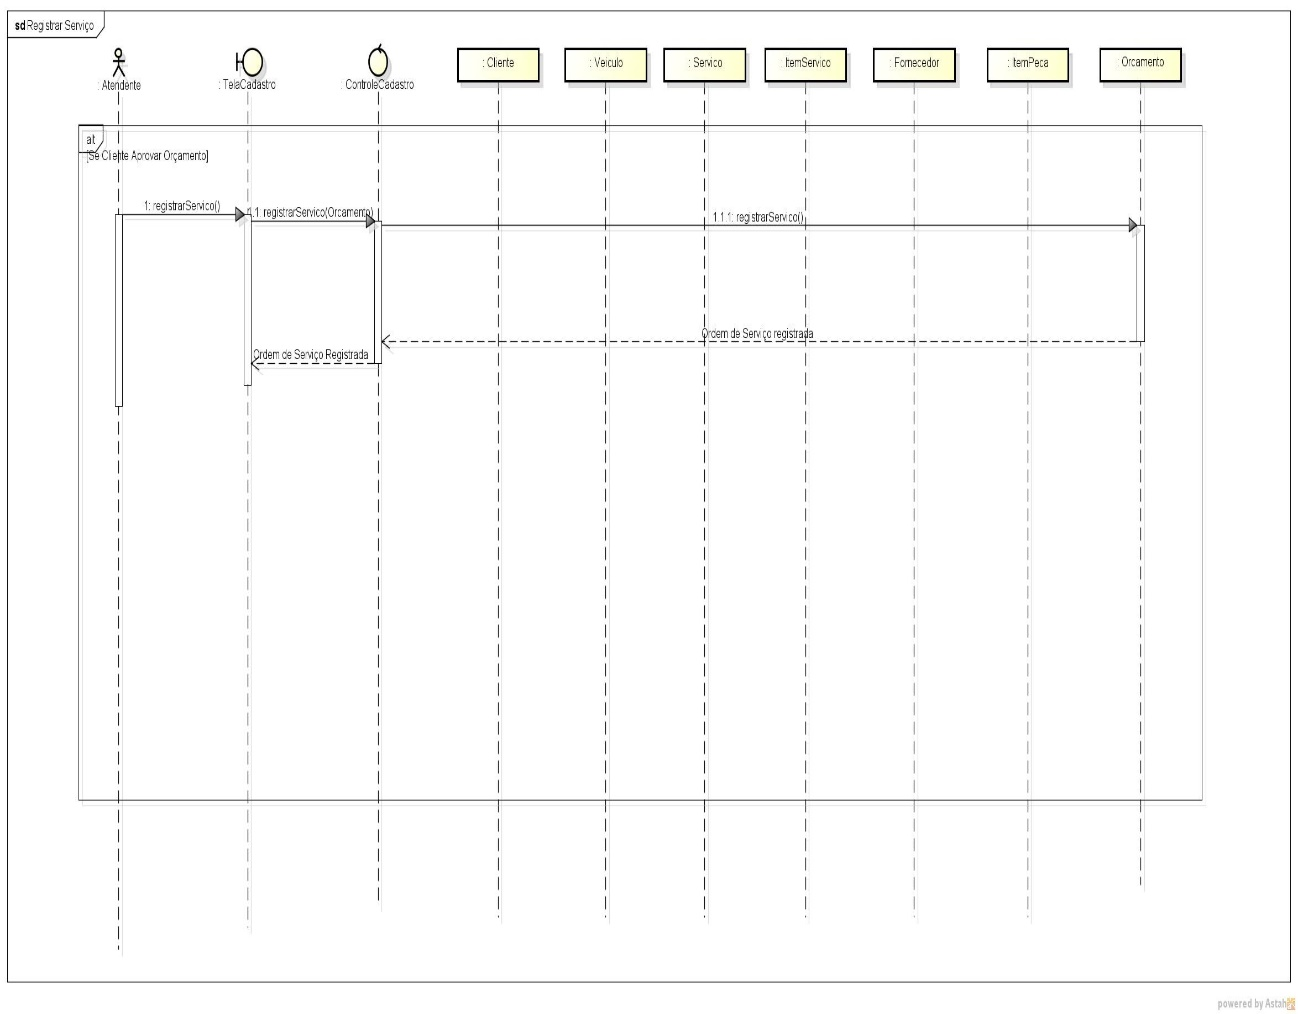 sd Registrar Serviço
: Atendente
: TelaCadastro
: ControleCadastro
: Cliente
: Veiculo
: Servico
: ItemServico
: Fornecedor
: ItemPeca
: Orcamento
alt
[Se Cliente Aprovar Orçamento]
1: registrarServico()
1.1: registrarServico(Orcamento)
1.1.1: registrarServico()
Ordem de Serviço registrada
Ordem de Serviço Registrada
powered by Astah